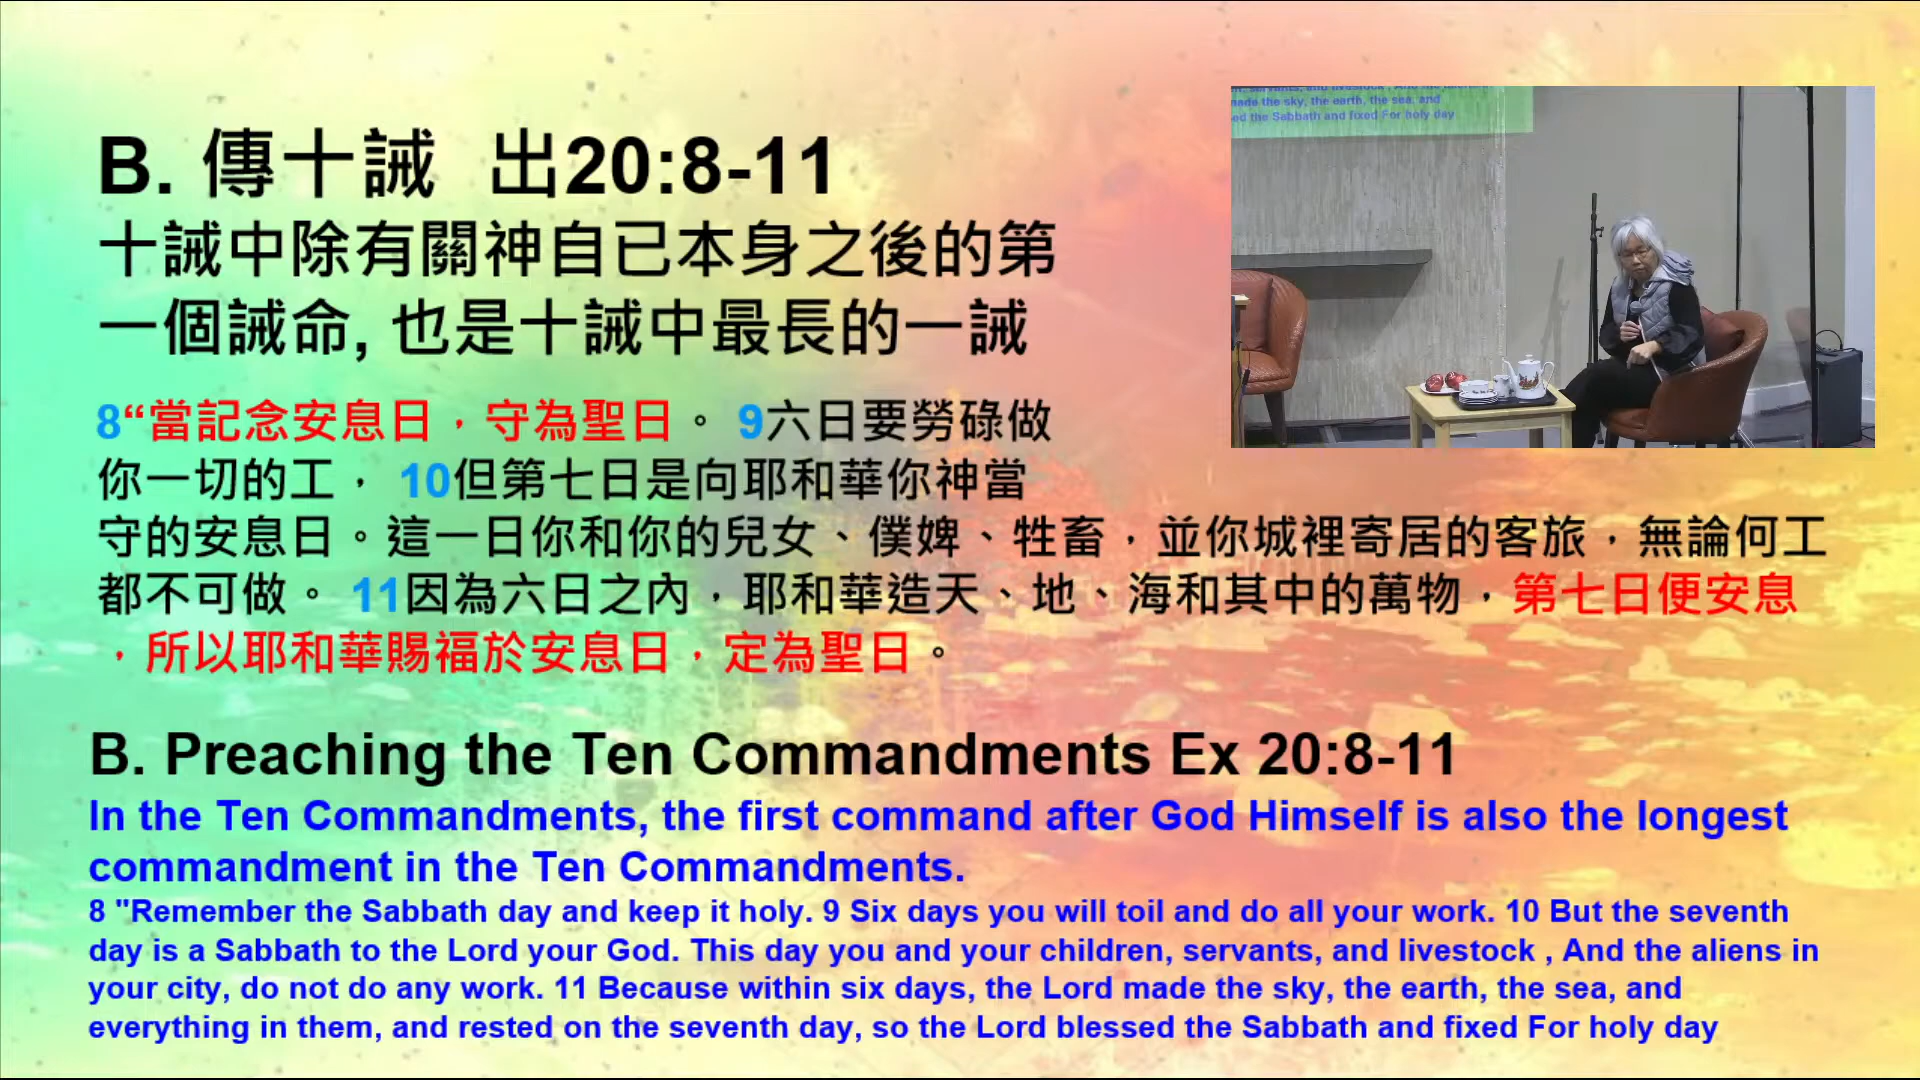 B. 傳十誡 出20:8-11
十誡中除有關神自已本身之後的第
一個誡命, 也是十誡中最長的一誡
8“當記念安息日，守為聖日。 9六日要勞碌做
你一切的工， 10但第七日是向耶和華你神當
守的安息日。這一日你和你的兒女、僕婢、牲畜，並你城裡寄居的客旅，無論何工
都不可做。 11因為六日之內，耶和華造天、地、海和其中的萬物，第七日便安息
，所以耶和華賜福於安息日，定為聖日。
B. Preaching the Ten Commandments Ex 20:8-11
In the Ten Commandments, the first command after God Himself is also the longest
commandment in the Ten Commandments.
8 "Remember the Sabbath day and keep it holy. 9 Six days you will toil and do all your work. 10 But the seventh
day is a Sabbath to the Lord your God. This day you and your children, servants, and livestock , And the aliens in
your city, do not do any work. 11 Because within six days, the Lord made the sky, the earth, the sea, and
everything in them, and rested on the seventh day, so the Lord blessed the Sabbath and fixed For holy day
made the sky, the earth, the sea, and
ed the Sabbath and fixed For holy day